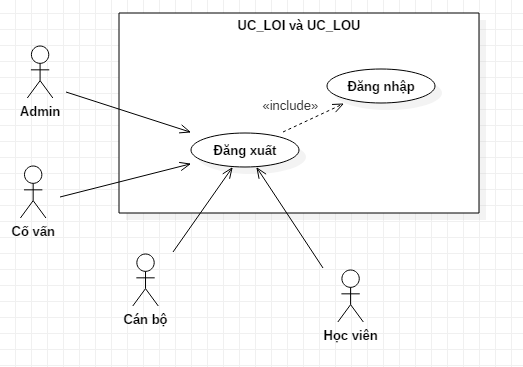 UC_LOI và UC_LOU
Đăng nhập
«include»
Admin
Đăng xuất
Cố vấn
Cán bộ
Học viên